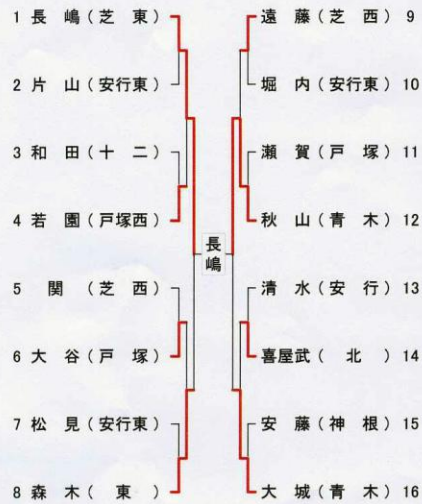 1 長 嶋 (芝 東)
2 片 山 (安行東)
3 和 田 (十 二)
4 若 園 (戸塚西)
5 関 (芝 西)
6 大 谷 (戸 塚)
7 松 見 (安行東)
8 森 木 ( 東 )
長嶋
遠 藤 (芝 西) 9
堀 内 (安行東) 10
瀬 賀 (戸 塚) 11
秋 山 (青 木) 12
清 水 (安 行) 13
喜屋武 ( 北 ) 14
安 藤 (神 根) 15
大 城 (青 木) 16